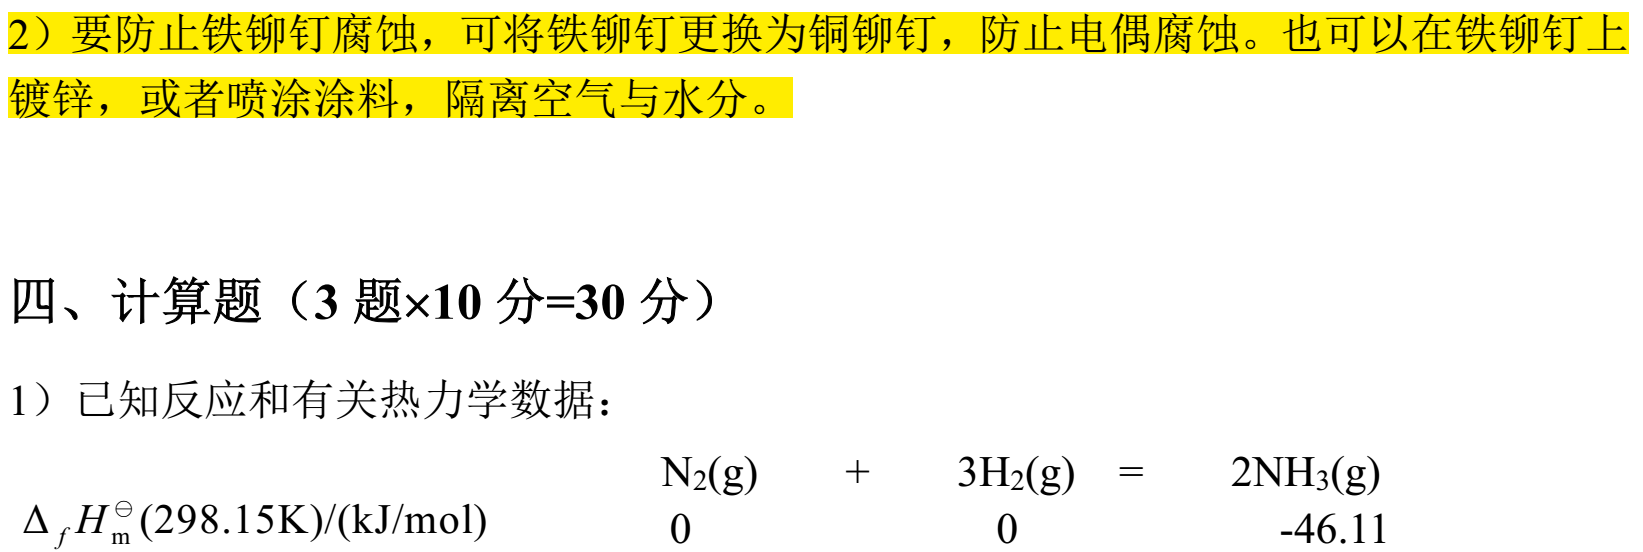 2）要防止铁铆钉腐蚀，可将铁铆钉更换为铜铆钉，防止电偶腐蚀。也可以在铁铆钉上
镀锌，或者喷涂涂料，隔离空气与水分。
四、计算题（3 题×10 分=30 分）
1）已知反应和有关热力学数据：
N₂(g) + 3H₂(g) = 2NH₃(g)
Δ_f H_m^⊖(298.15K)/(kJ/mol) 0 0 -46.11